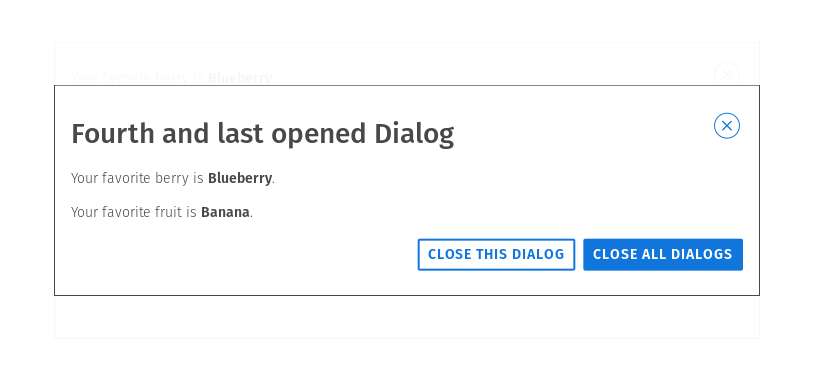 Your favorite berry is Blueberry
Fourth and last opened Dialog
Your favorite berry is Blueberry.
Your favorite fruit is Banana.
CLOSE THIS DIALOG CLOSE ALL DIALOGS